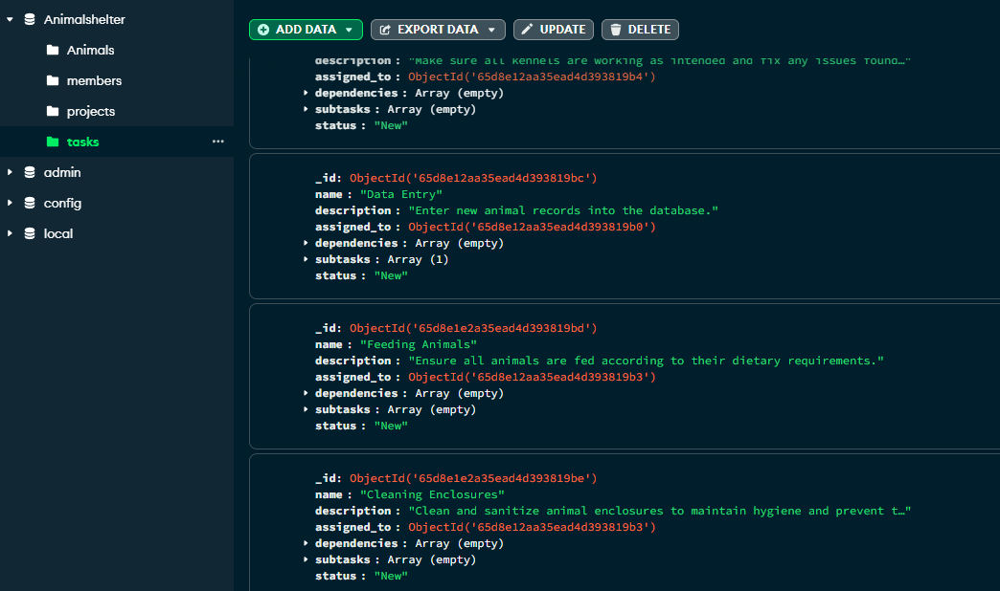 Animalshelter
Animals
members
projects
tasks
admin
config
local
ADD DATA
EXPORT DATA
UPDATE
DELETE
description : "Make sure all kennels are working as intended and fix any issues found…"
assigned_to : ObjectId('65d8e12aa35ead4d393819b4')
dependencies : Array (empty)
subtasks : Array (empty)
status : "New"
_id: ObjectId('65d8e12aa35ead4d393819bc')
name : "Data Entry"
description : "Enter new animal records into the database."
assigned_to : ObjectId('65d8e12aa35ead4d393819b0')
dependencies : Array (empty)
subtasks : Array (1)
status : "New"
_id: ObjectId('65d8e1e2a35ead4d393819bd')
name : "Feeding Animals"
description : "Ensure all animals are fed according to their dietary requirements."
assigned_to : ObjectId('65d8e12aa35ead4d393819b3')
dependencies : Array (empty)
subtasks : Array (empty)
status : "New"
_id: ObjectId('65d8e1e2a35ead4d393819be')
name : "Cleaning Enclosures"
description : "Clean and sanitize animal enclosures to maintain hygiene and prevent t…"
assigned_to : ObjectId('65d8e12aa35ead4d393819b3')
dependencies : Array (empty)
subtasks : Array (empty)
status : "New"